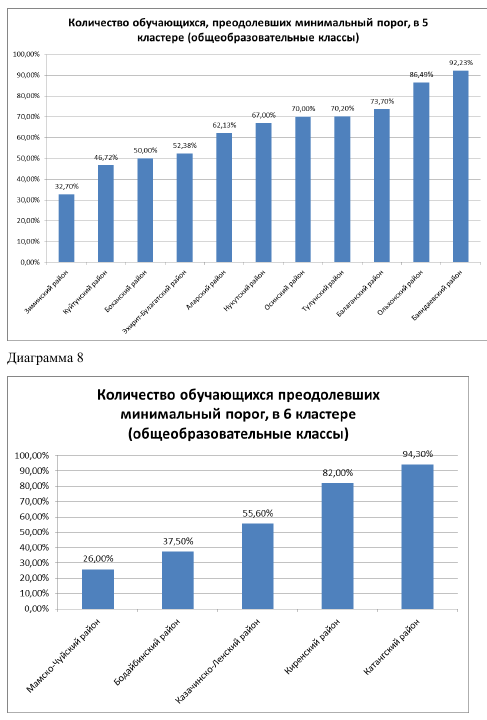 Количество обучающихся, преодолевших минимальный порог, в 5
кластере (общеобразовательные классы)
100,00%
90,00%
80,00%
70,00%
60,00%
50,00%
40,00%
30,00%
20,00%
10,00%
0,00%
32,70%
46,72%
50,00%
52,38%
62,13%
67,00%
70,00%
70,20%
73,70%
86,49%
92,23%
Зиминский район
Куйтунский район
Боханский район
Эхирит-Булагатский район
Аларский район
Нукутский район
Осинский район
Тулунский район
Балаганский район
Ольхонский район
Баяндаевский район
Диаграмма 8
Количество обучающихся преодолевших
минимальный порог, в 6 кластере
(общеобразовательные классы)
100,00%
90,00%
80,00%
70,00%
60,00%
50,00%
40,00%
30,00%
20,00%
10,00%
0,00%
26,00%
37,50%
55,60%
82,00%
94,30%
Мамско-Чуйский район
Бодайбинский район
Казачинско-Ленский район
Киренский район
Катангский район